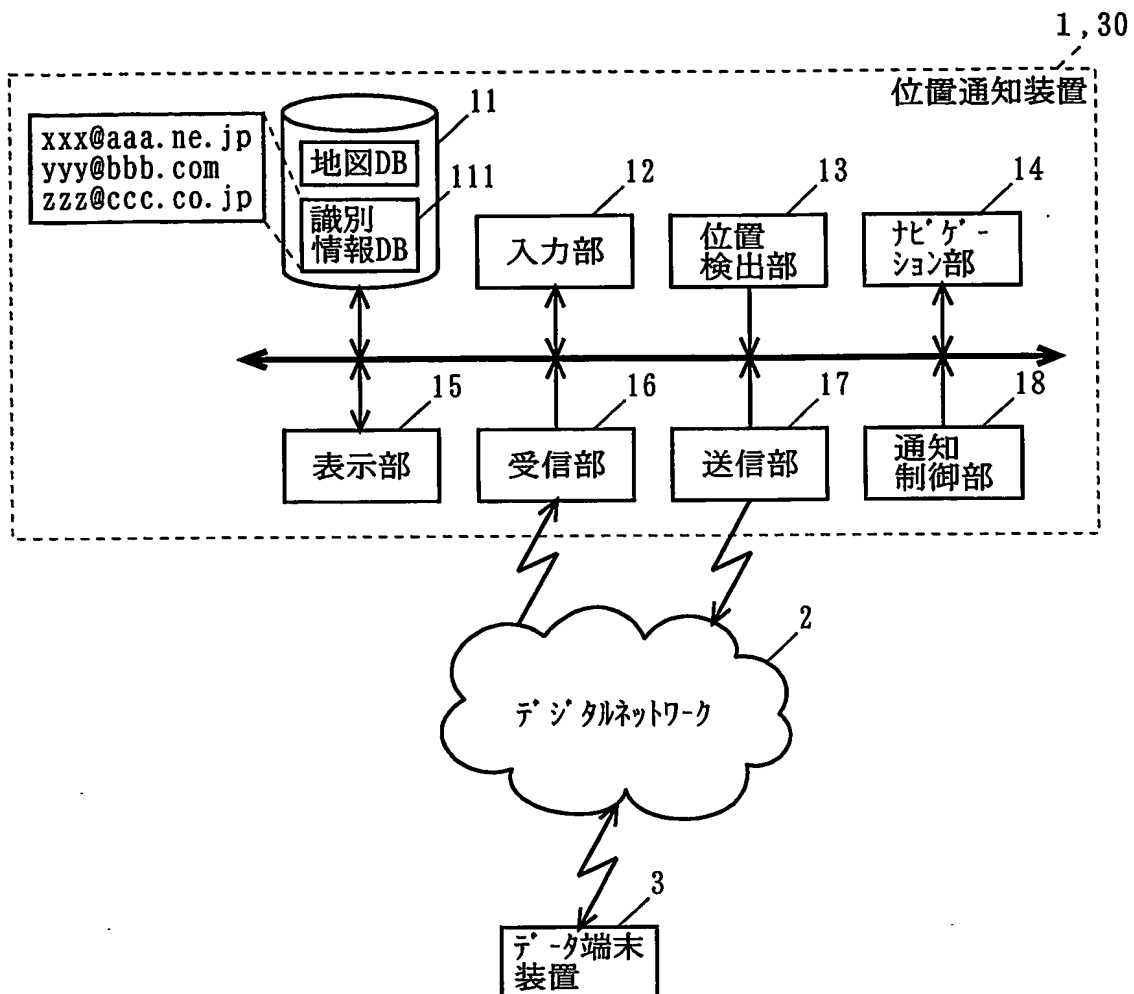 1,30
位置通知装置
xxx@aaa.ne.jp
yyy@bbb.com
zzz@ccc.co.jp
11
地図DB
111
識別
情報DB
12
入力部
13
位置
検出部
14
ﾅﾋﾞｹﾞｰ
ｼｮﾝ部
15
表示部
16
受信部
17
送信部
18
通知
制御部
2
ﾃﾞｼﾞﾀﾙﾈｯﾄﾜｰｸ
3
ﾃﾞｰﾀ端末
装置